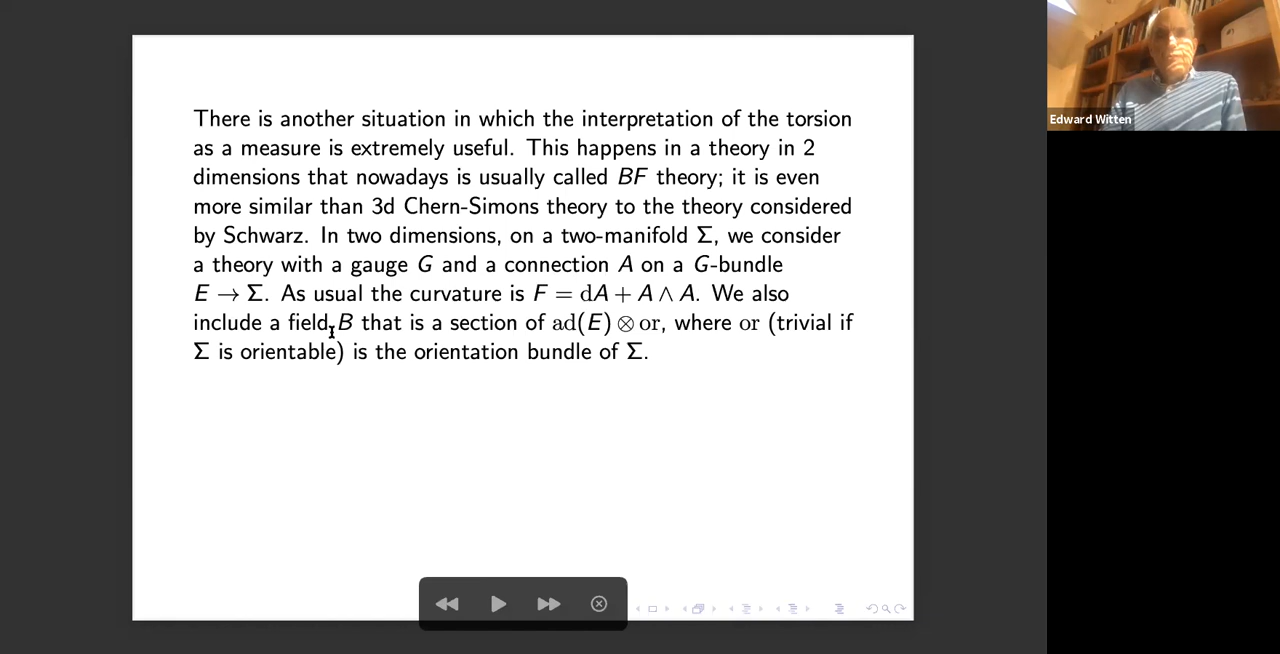 There is another situation in which the interpretation of the torsion
as a measure is extremely useful. This happens in a theory in 2
dimensions that nowadays is usually called BF theory; it is even
more similar than 3d Chern-Simons theory to the theory considered
by Schwarz. In two dimensions, on a two-manifold Σ, we consider
a theory with a gauge G and a connection A on a G-bundle
E → Σ. As usual the curvature is F = dA + A ∧ A. We also
include a field B that is a section of ad(E) ⊗ or, where or (trivial if
Σ is orientable) is the orientation bundle of Σ.
Edward Witten